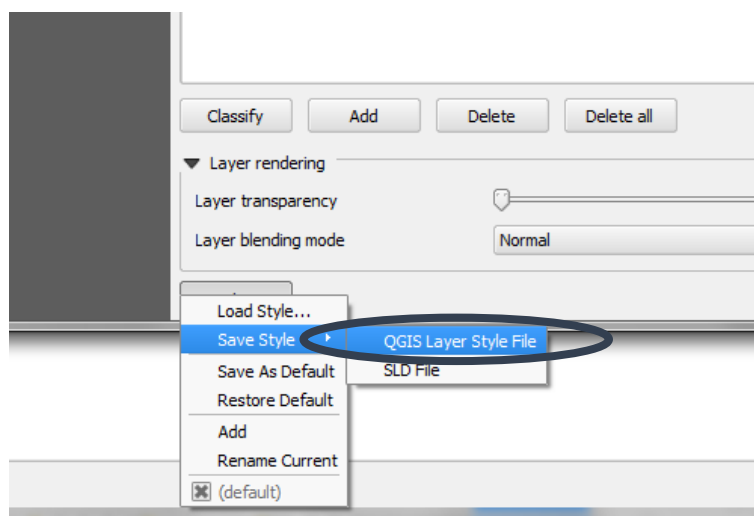 Classify Add Delete Delete all
Layer rendering
Layer transparency
Layer blending mode Normal
Load Style...
Save Style QGIS Layer Style File
Save As Default SLD File
Restore Default
Add
Rename Current
(default)